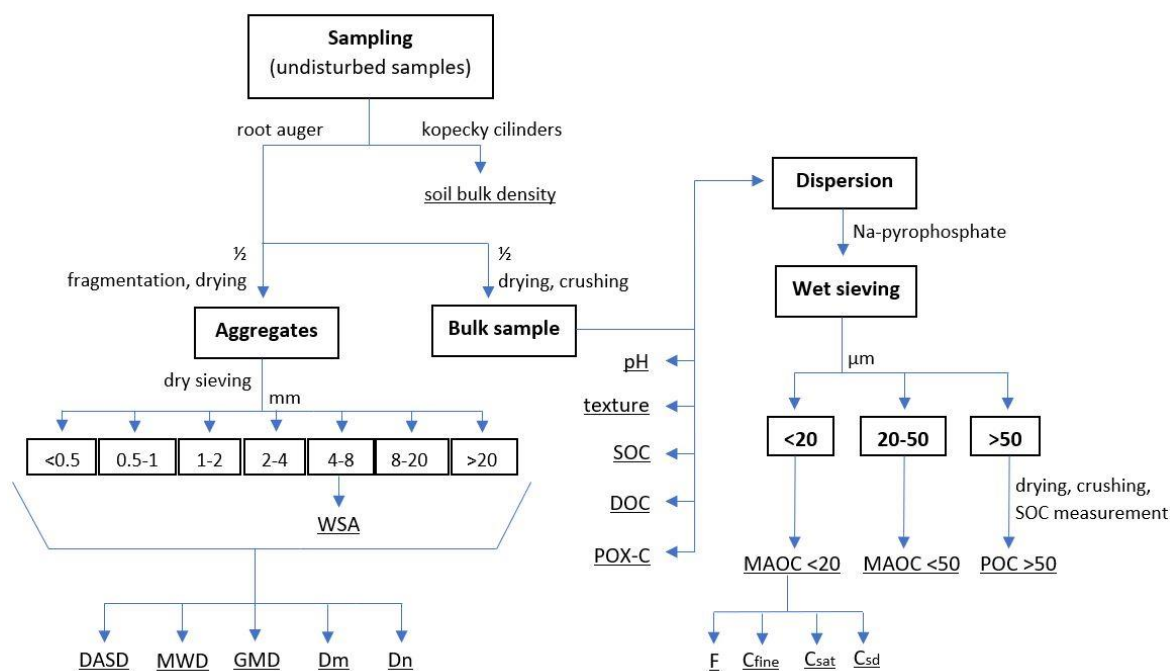 Sampling
(undisturbed samples)
root auger
kopecky cilinders
soil bulk density
½
fragmentation, drying
½
drying, crushing
Aggregates
Bulk sample
dry sieving
mm
<0.5
0.5-1
1-2
2-4
4-8
8-20
>20
WSA
DASD
MWD
GMD
Dm
Dn
pH
texture
SOC
DOC
POX-C
Dispersion
Na-pyrophosphate
Wet sieving
µm
<20
20-50
>50
drying, crushing,
SOC measurement
MAOC <20
MAOC <50
POC >50
F
Cfine
Csat
Csd